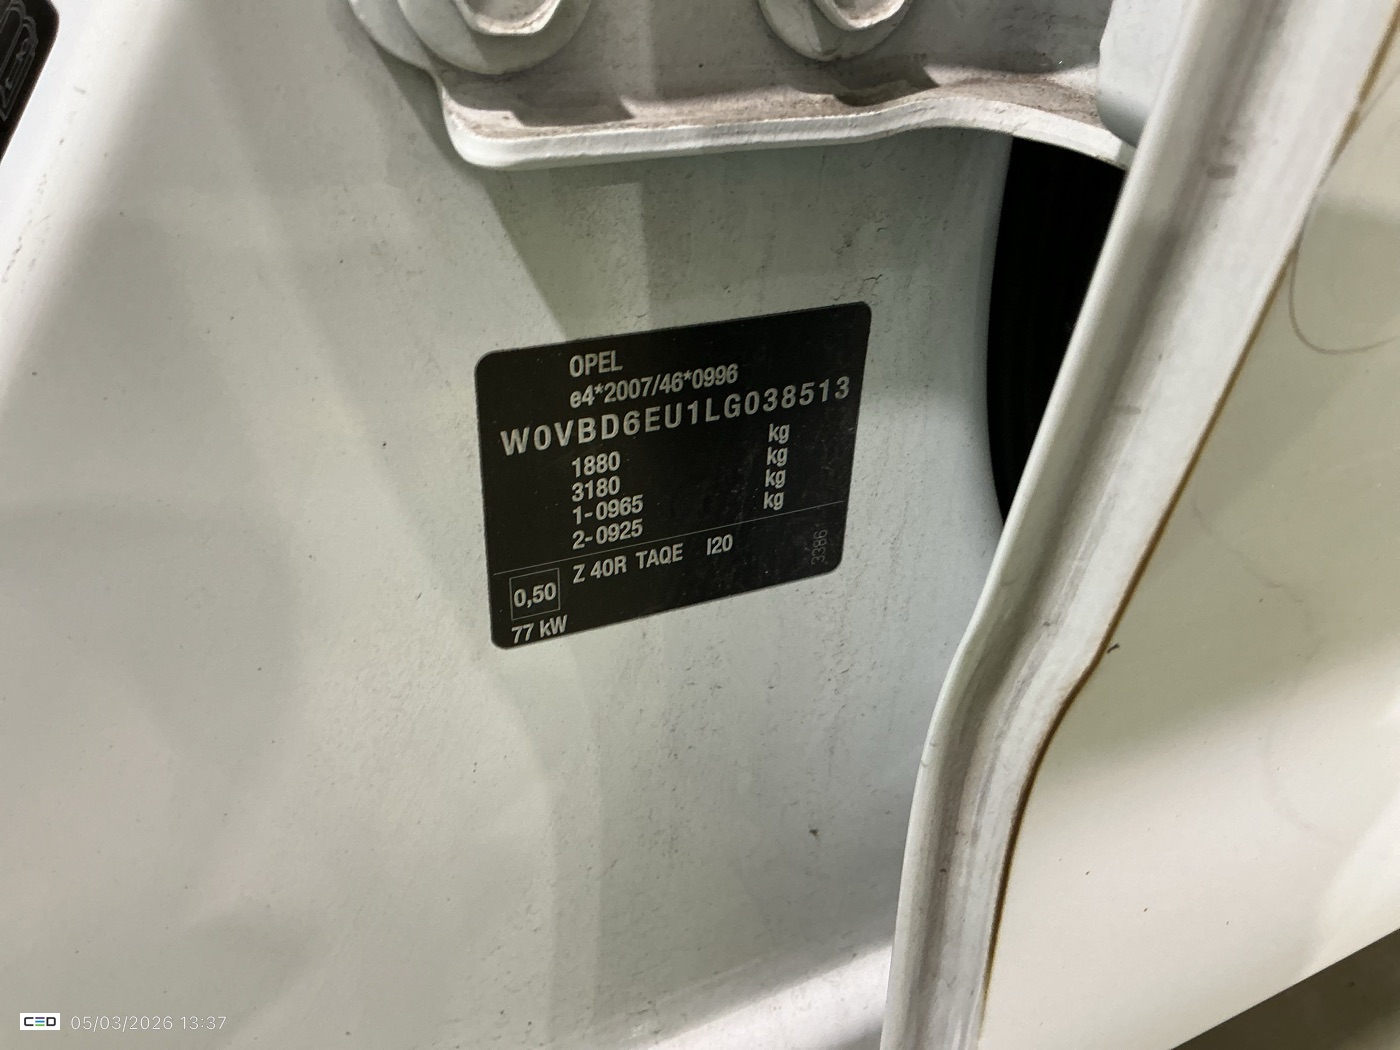 OPEL
e4*2007/46*0996
W0VBD6EU1LG038513
1880 kg
3180 kg
1-0965 kg
2-0925 kg
Z 40R TAQE I20
3386
0,50
77 kW
CED 05/03/2026 13:37